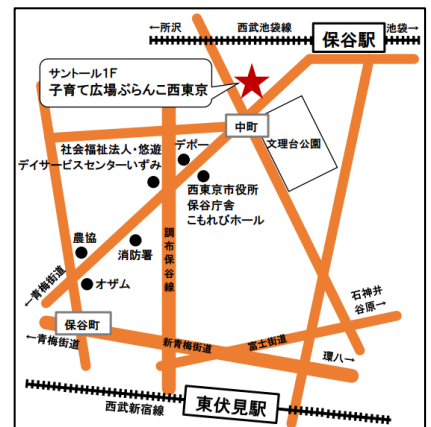 ←所沢
西武池袋線
保谷駅
池袋→
サントール1F
子育て広場ぶらんこ西東京
中町
文理台公園
社会福祉法人・悠遊
デイサービスセンターいずみ
デポー
西東京市役所
保谷庁舎
こもれびホール
調布保谷線
農協
消防署
オザム
←青梅街道
保谷町
←青梅街道
新青梅街道
富士街道
石神井
谷原→
環八→
西武新宿線
東伏見駅